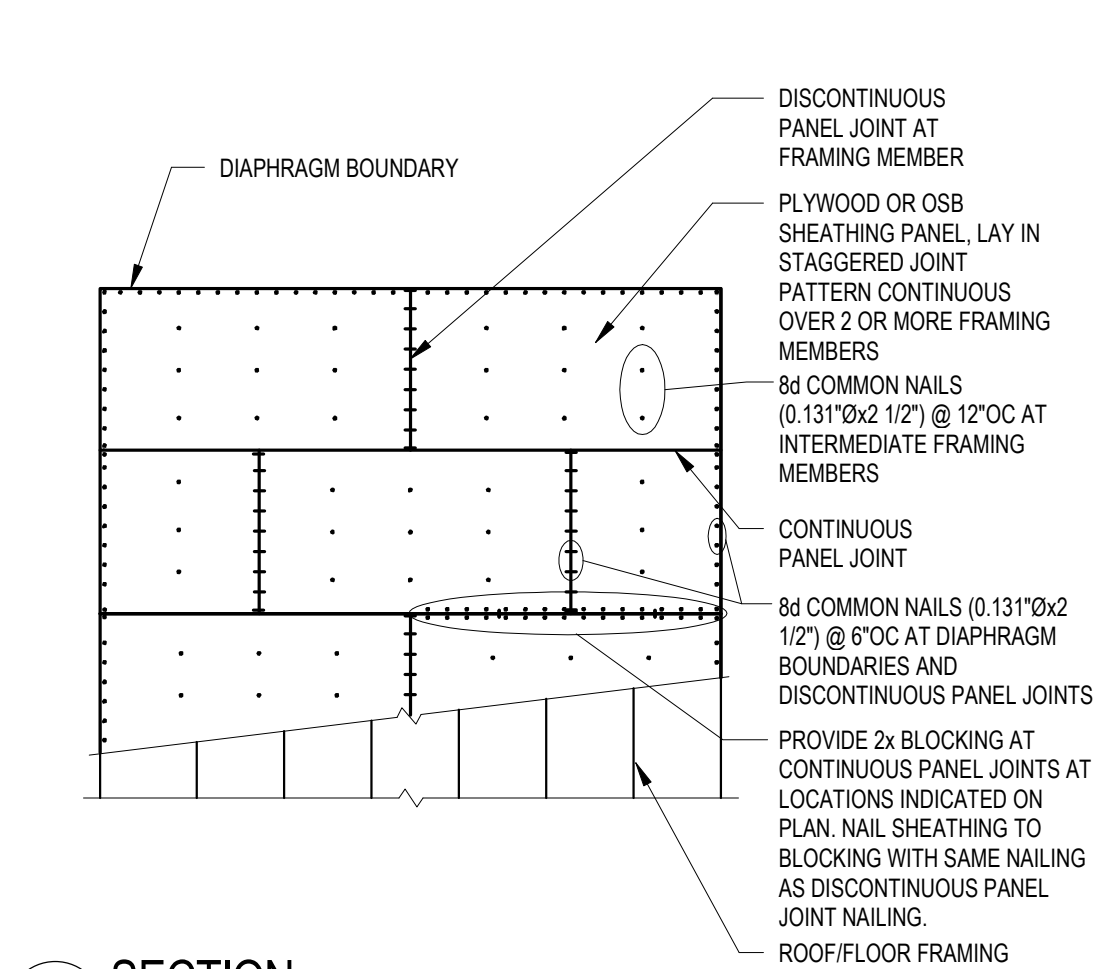 DISCONTINUOUS
PANEL JOINT AT
FRAMING MEMBER
DIAPHRAGM BOUNDARY
PLYWOOD OR OSB
SHEATHING PANEL, LAY IN
STAGGERED JOINT
PATTERN CONTINUOUS
OVER 2 OR MORE FRAMING
MEMBERS
8d COMMON NAILS
(0.131"Øx2 1/2") @ 12"OC AT
INTERMEDIATE FRAMING
MEMBERS
CONTINUOUS
PANEL JOINT
8d COMMON NAILS (0.131"Øx2
1/2") @ 6"OC AT DIAPHRAGM
BOUNDARIES AND
DISCONTINUOUS PANEL JOINTS
PROVIDE 2x BLOCKING AT
CONTINUOUS PANEL JOINTS AT
LOCATIONS INDICATED ON
PLAN. NAIL SHEATHING TO
BLOCKING WITH SAME NAILING
AS DISCONTINUOUS PANEL
JOINT NAILING.
ROOF/FLOOR FRAMING
SECTION